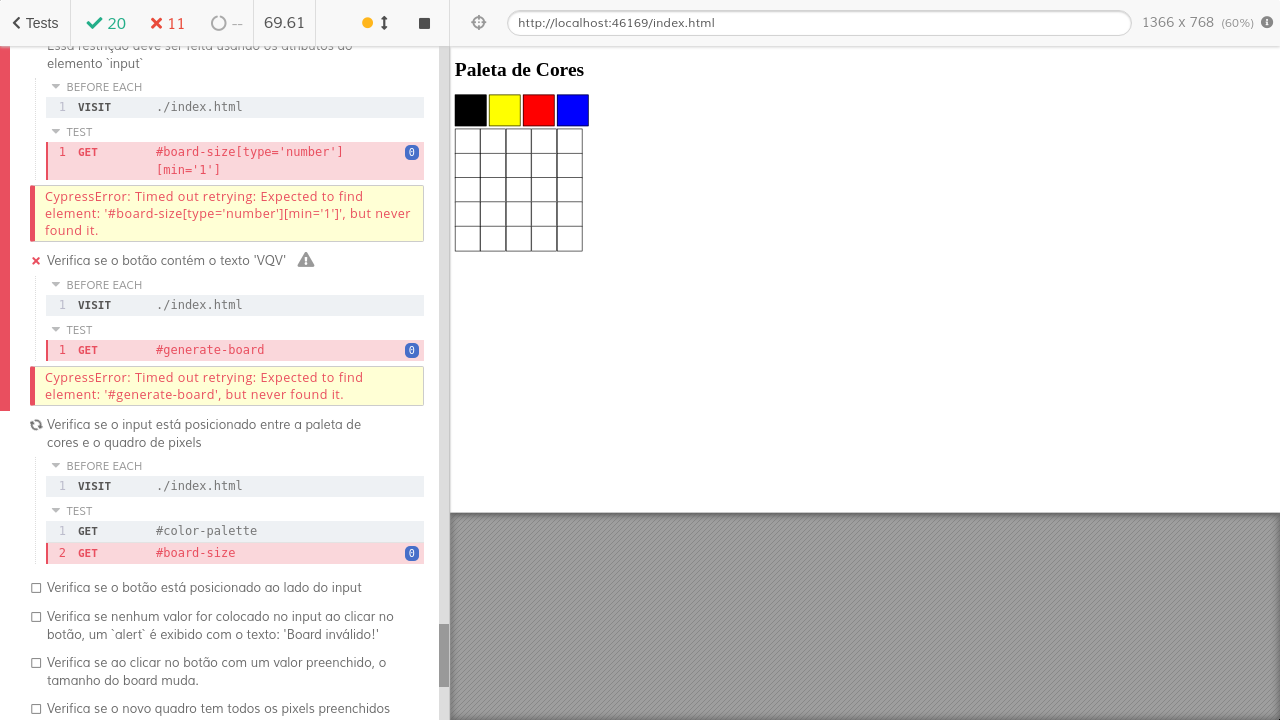 Tests
20
11
--
69.61
http://localhost:46169/index.html
1366 x 768 (60%)
Essa restrição deve ser feita usando os atributos do
elemento `input`
BEFORE EACH
1 VISIT ./index.html
TEST
1 GET #board-size[type='number']
[min='1']
0
CypressError: Timed out retrying: Expected to find
element: '#board-size[type='number'][min='1']', but never
found it.
Verifica se o botão contém o texto 'VQV'
BEFORE EACH
1 VISIT ./index.html
TEST
1 GET #generate-board 0
CypressError: Timed out retrying: Expected to find
element: '#generate-board', but never found it.
Verifica se o input está posicionado entre a paleta de
cores e o quadro de pixels
BEFORE EACH
1 VISIT ./index.html
TEST
1 GET #color-palette
2 GET #board-size 0
Verifica se o botão está posicionado ao lado do input
Verifica se nenhum valor for colocado no input ao clicar no
botão, um `alert` é exibido com o texto: 'Board inválido!'
Verifica se ao clicar no botão com um valor preenchido, o
tamanho do board muda.
Verifica se o novo quadro tem todos os pixels preenchidos
Paleta de Cores